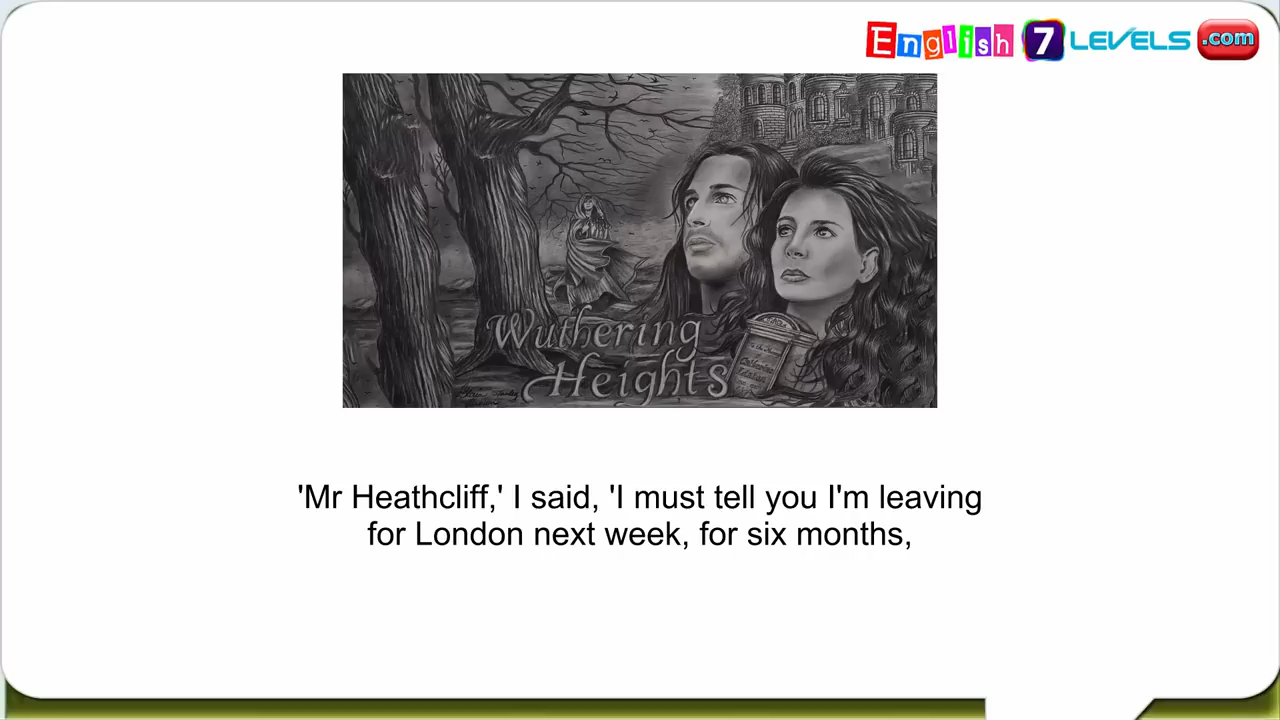 English 7 LEVELS .com
Wuthering
Heights
'Mr Heathcliff,' I said, 'I must tell you I'm leaving
for London next week, for six months,